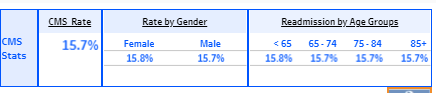 CMS Rate Rate by Gender Readmission by Age Groups
CMS Stats 15.7% Female Male < 65 65 - 74 75 - 84 85+
15.8% 15.7% 15.8% 15.7% 15.7% 15.7%